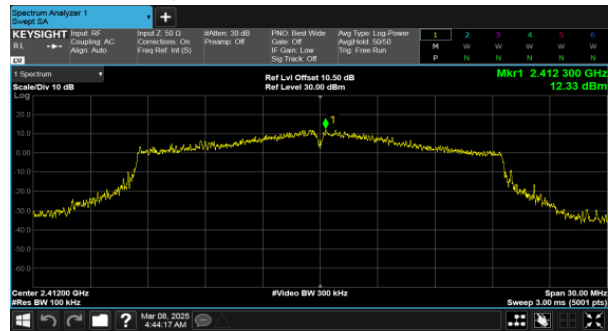 Spectrum Analyzer 1
Swept SA
+
KEYSIGHT Input: RF Input Z: 50 Ω #Atten: 30 dB PNO: Best Wide Avg Type: Log-Power 1 2 3 4 5 6
RL Coupling: AC Corrections: On Preamp: Off Gate: Off Avg|Hold: 50/50 M W W W W W
Align: Auto Freq Ref: Int (S) IF Gain: Low Trig: Free Run P N N N N N
Sig Track: Off
LXI
1 Spectrum Ref Lvl Offset 10.50 dB Mkr1 2.412 300 GHz
Scale/Div 10 dB Ref Level 30.00 dBm 12.33 dBm
Log
20.0
1
10.0
0.00
-10.0
-20.0
-30.0
-40.0
-50.0
-60.0
Center 2.41200 GHz #Video BW 300 kHz Span 30.00 MHz
#Res BW 100 kHz Sweep 3.00 ms (5001 pts)
? Mar 08, 2025
4:44:17 AM